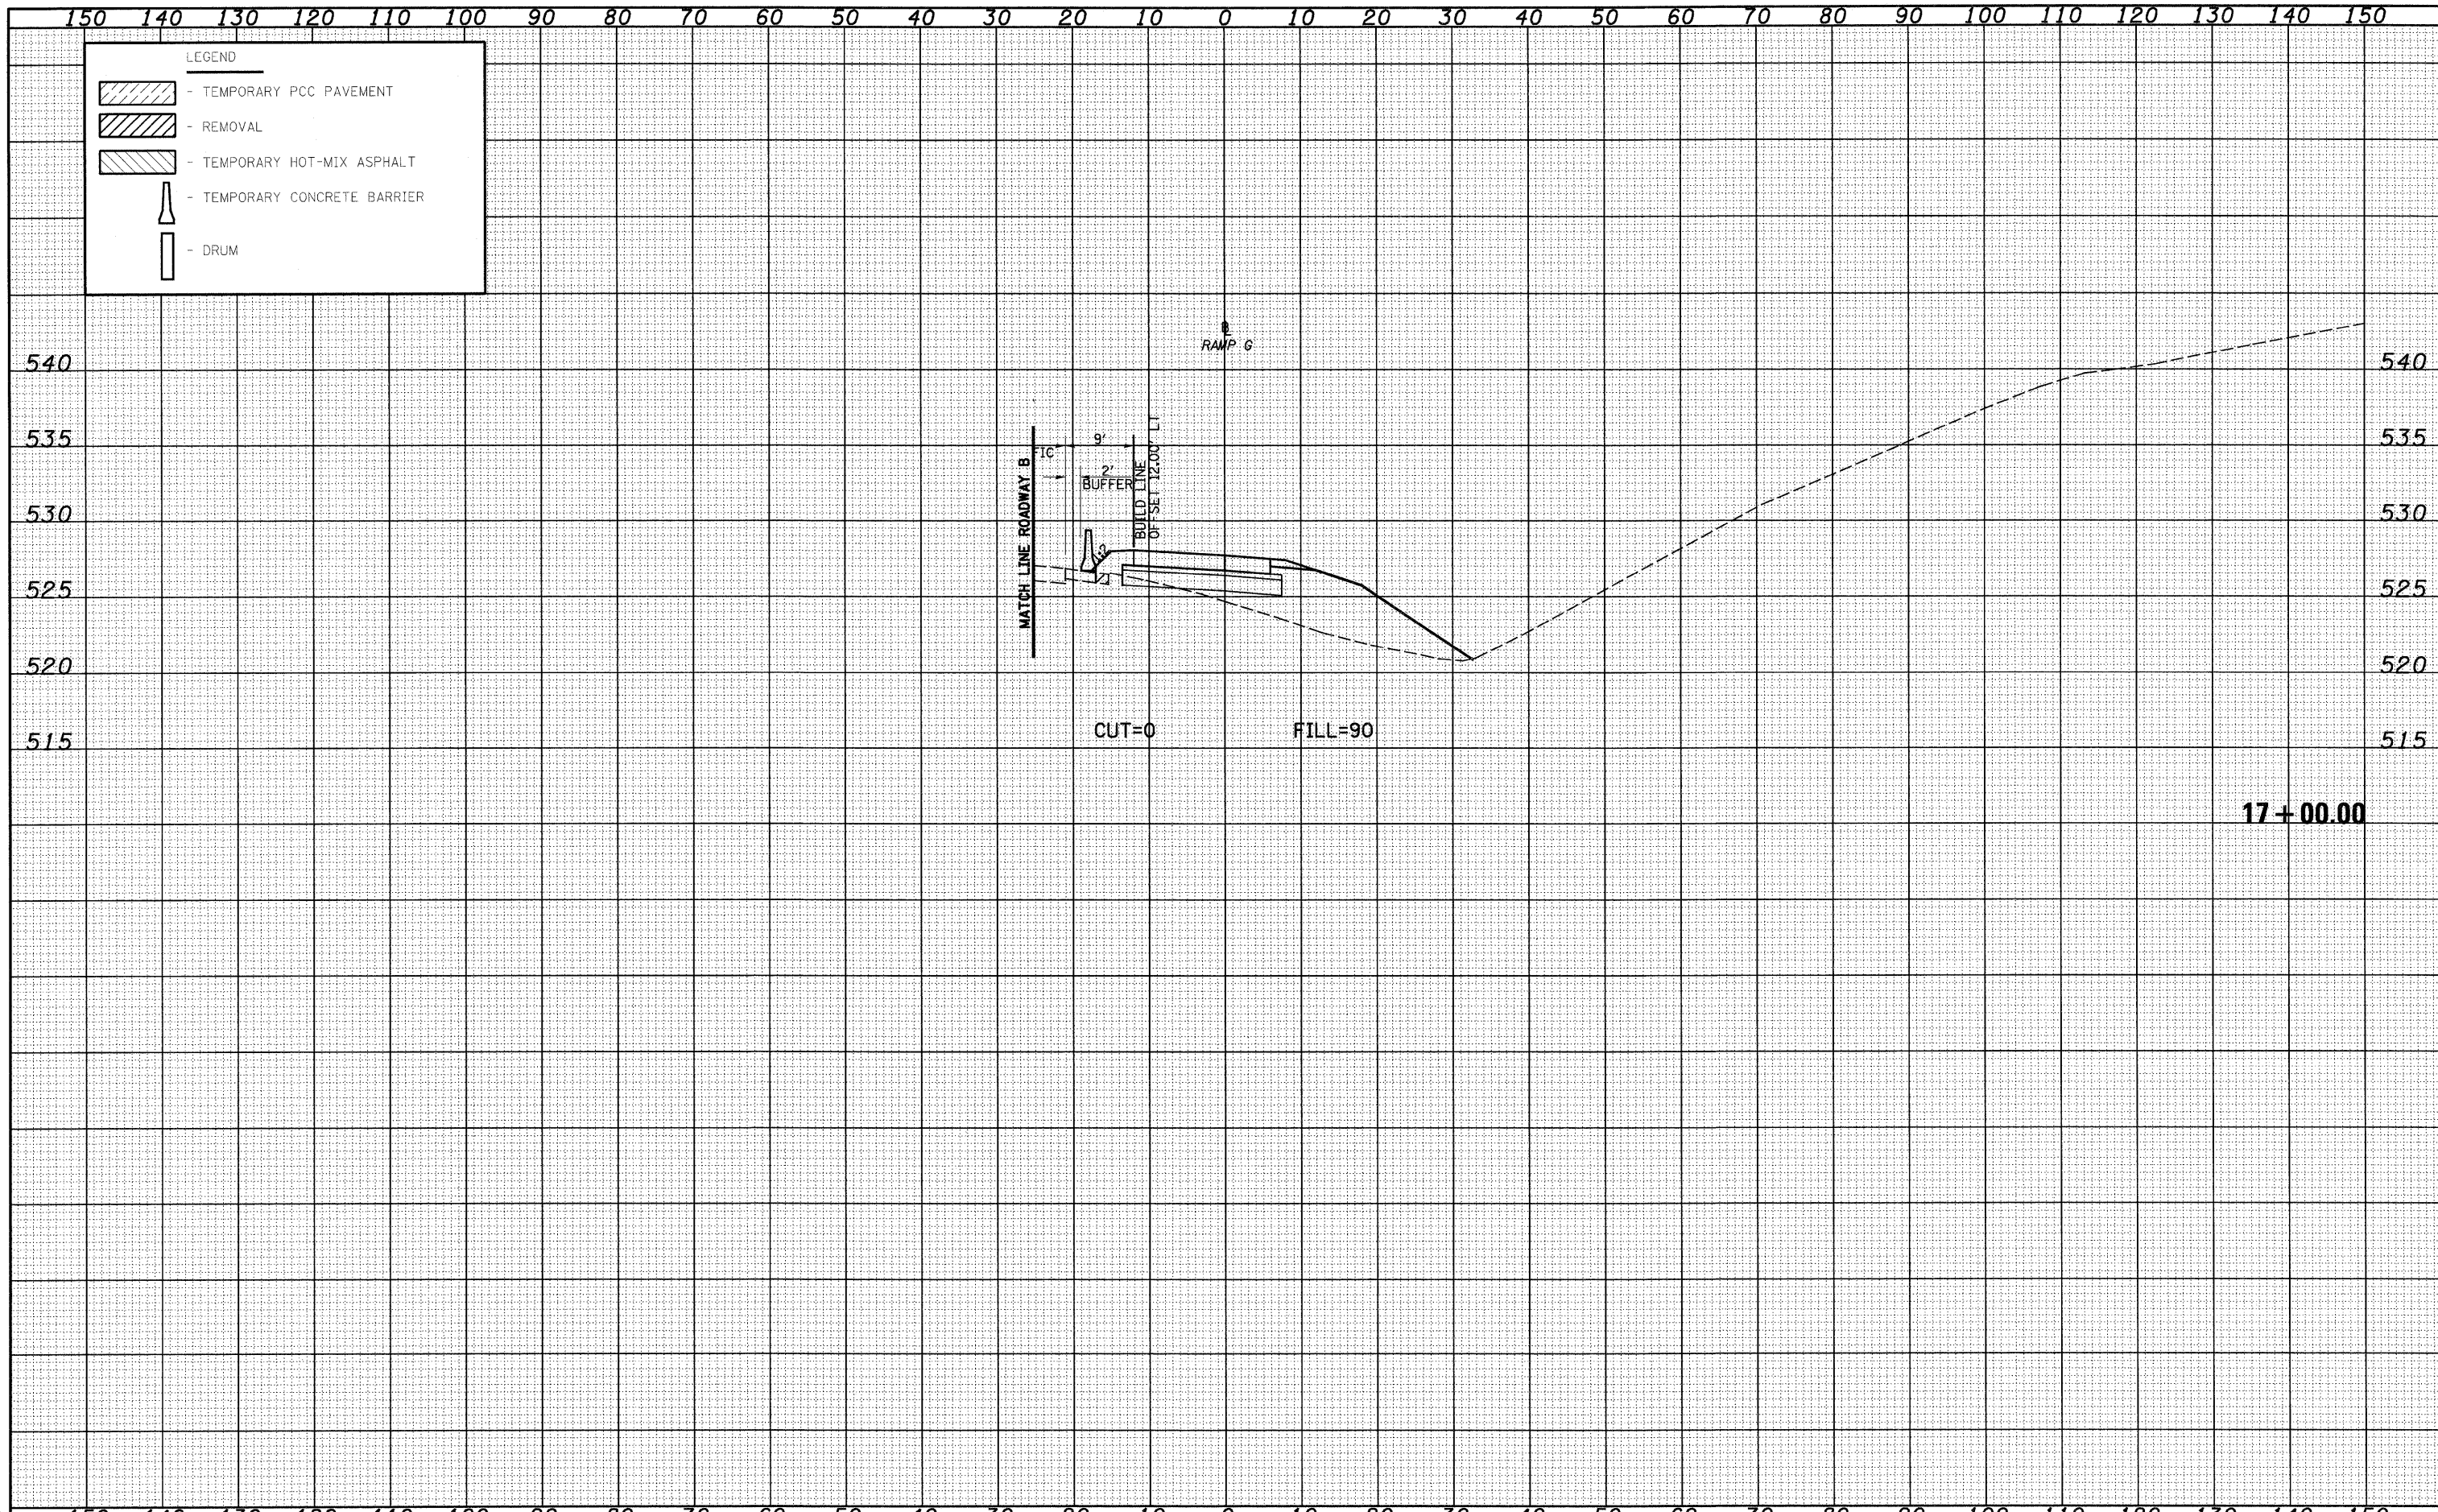 150 140 130 120 110 100 90 80 70 60 50 40 30 20 10 0 10 20 30 40 50 60 70 80 90 100 110 120 130 140 150
LEGEND
- TEMPORARY PCC PAVEMENT
- REMOVAL
- TEMPORARY HOT-MIX ASPHALT
- TEMPORARY CONCRETE BARRIER
- DRUM
RAMP G
540 540
535 535
9'
FIC
2'
BUFFER
BUILD LINE
OFFSET 12.00' LT
MATCH LINE ROADWAY B
530 530
1:2
525 525
520 520
CUT=0 FILL=90
515 515
17+00.00